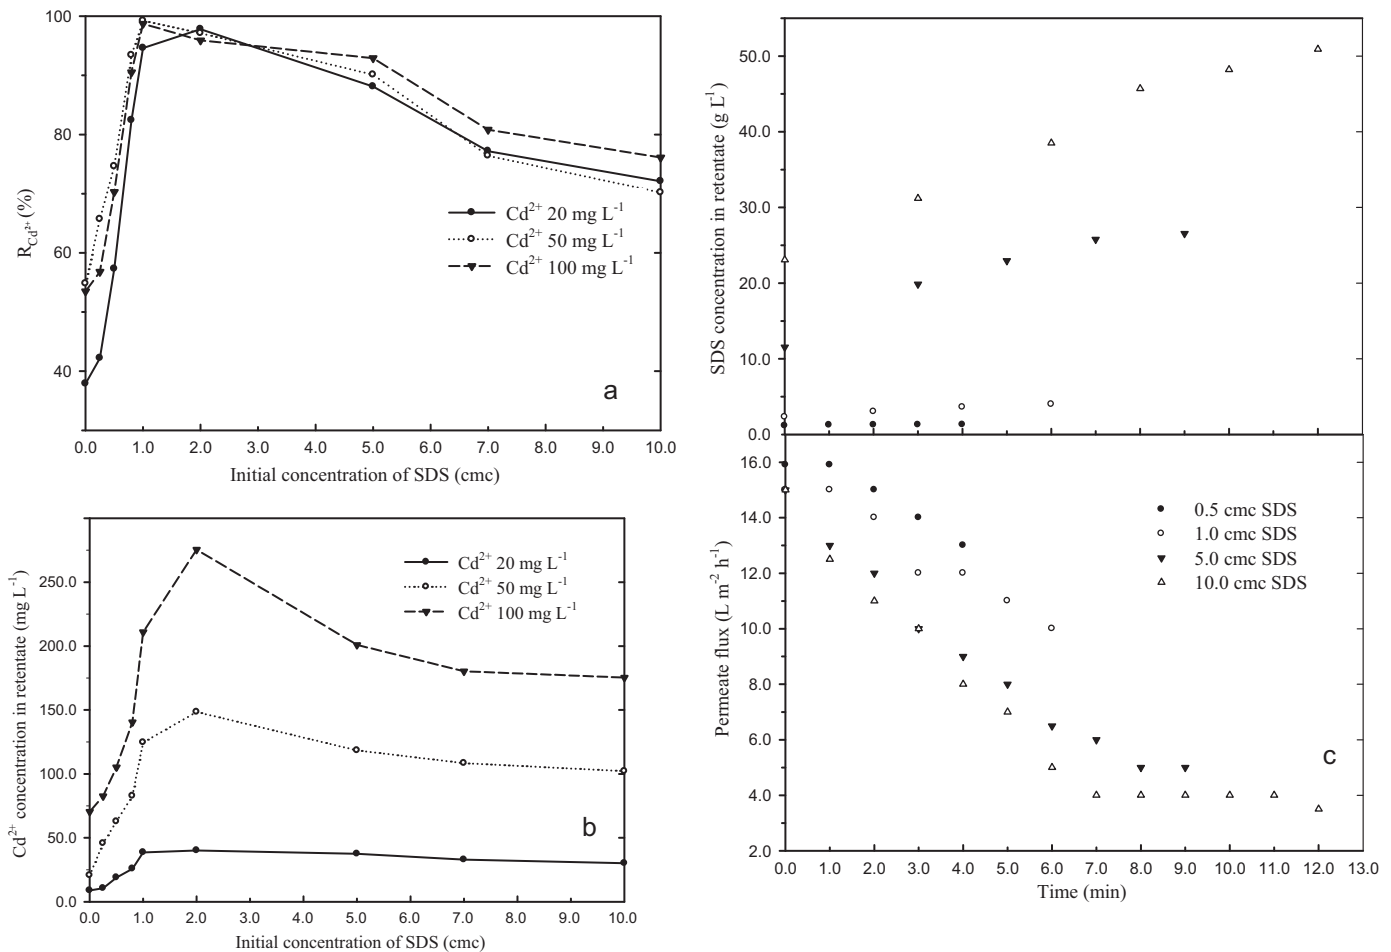 100
80
60
40
R_Cd²⁺ (%)
Cd²⁺ 20 mg L⁻¹
Cd²⁺ 50 mg L⁻¹
Cd²⁺ 100 mg L⁻¹
a
0.0 1.0 2.0 3.0 4.0 5.0 6.0 7.0 8.0 9.0 10.0
Initial concentration of SDS (cmc)
250.0
200.0
150.0
100.0
50.0
0.0
Cd²⁺ concentration in retentate (mg L⁻¹)
Cd²⁺ 20 mg L⁻¹
Cd²⁺ 50 mg L⁻¹
Cd²⁺ 100 mg L⁻¹
b
0.0 1.0 2.0 3.0 4.0 5.0 6.0 7.0 8.0 9.0 10.0
Initial concentration of SDS (cmc)
50.0
40.0
30.0
20.0
10.0
0.0
SDS concentration in retentate (g L⁻¹)
16.0
14.0
12.0
10.0
8.0
6.0
4.0
2.0
Permeate flux (L m⁻² h⁻¹)
0.5 cmc SDS
1.0 cmc SDS
5.0 cmc SDS
10.0 cmc SDS
c
0.0 1.0 2.0 3.0 4.0 5.0 6.0 7.0 8.0 9.0 10.0 11.0 12.0 13.0
Time (min)